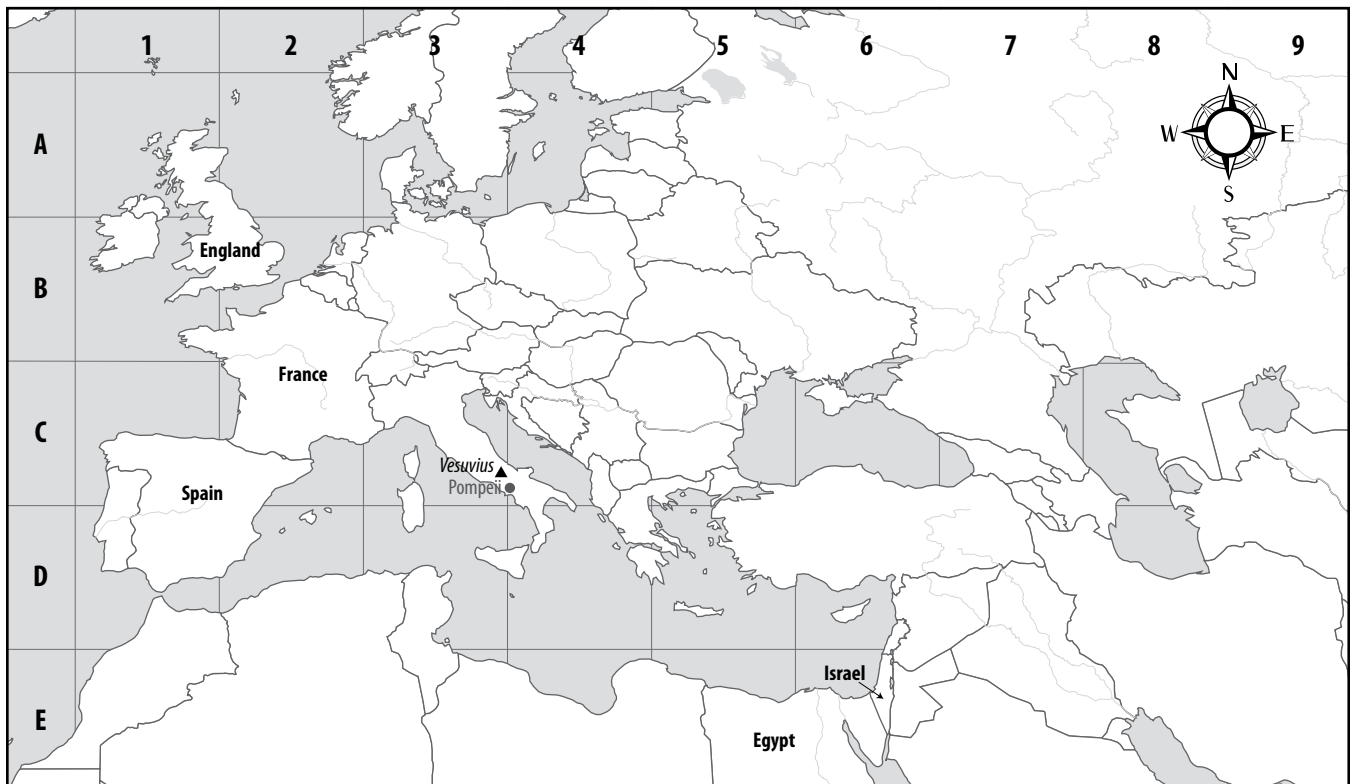 1 2 3 4 5 6 7 8 9
N
A
W E
S
England
B
France
C
Vesuvius
Pompeii
Spain
D
Israel
E
Egypt